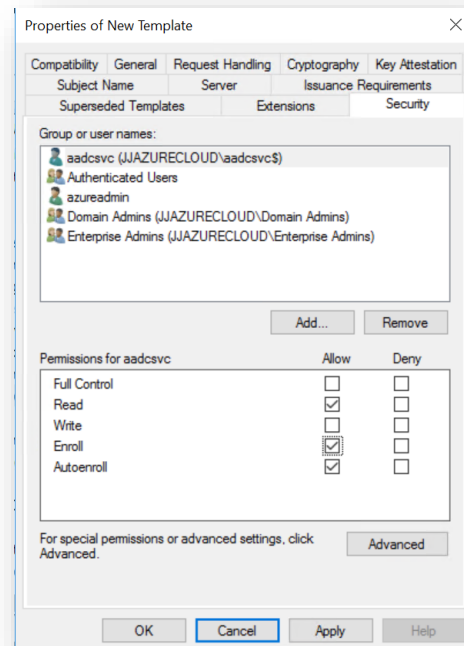 Properties of New Template
Compatibility General Request Handling Cryptography Key Attestation
Subject Name Server Issuance Requirements
Superseded Templates Extensions Security
Group or user names:
aadcsvc (JJAZURECLOUD\aadcsvc$)
Authenticated Users
azureadmin
Domain Admins (JJAZURECLOUD\Domain Admins)
Enterprise Admins (JJAZURECLOUD\Enterprise Admins)
Add... Remove
Permissions for aadcsvc Allow Deny
Full Control
Read
Write
Enroll
Autoenroll
For special permissions or advanced settings, click
Advanced.
Advanced
OK Cancel Apply Help